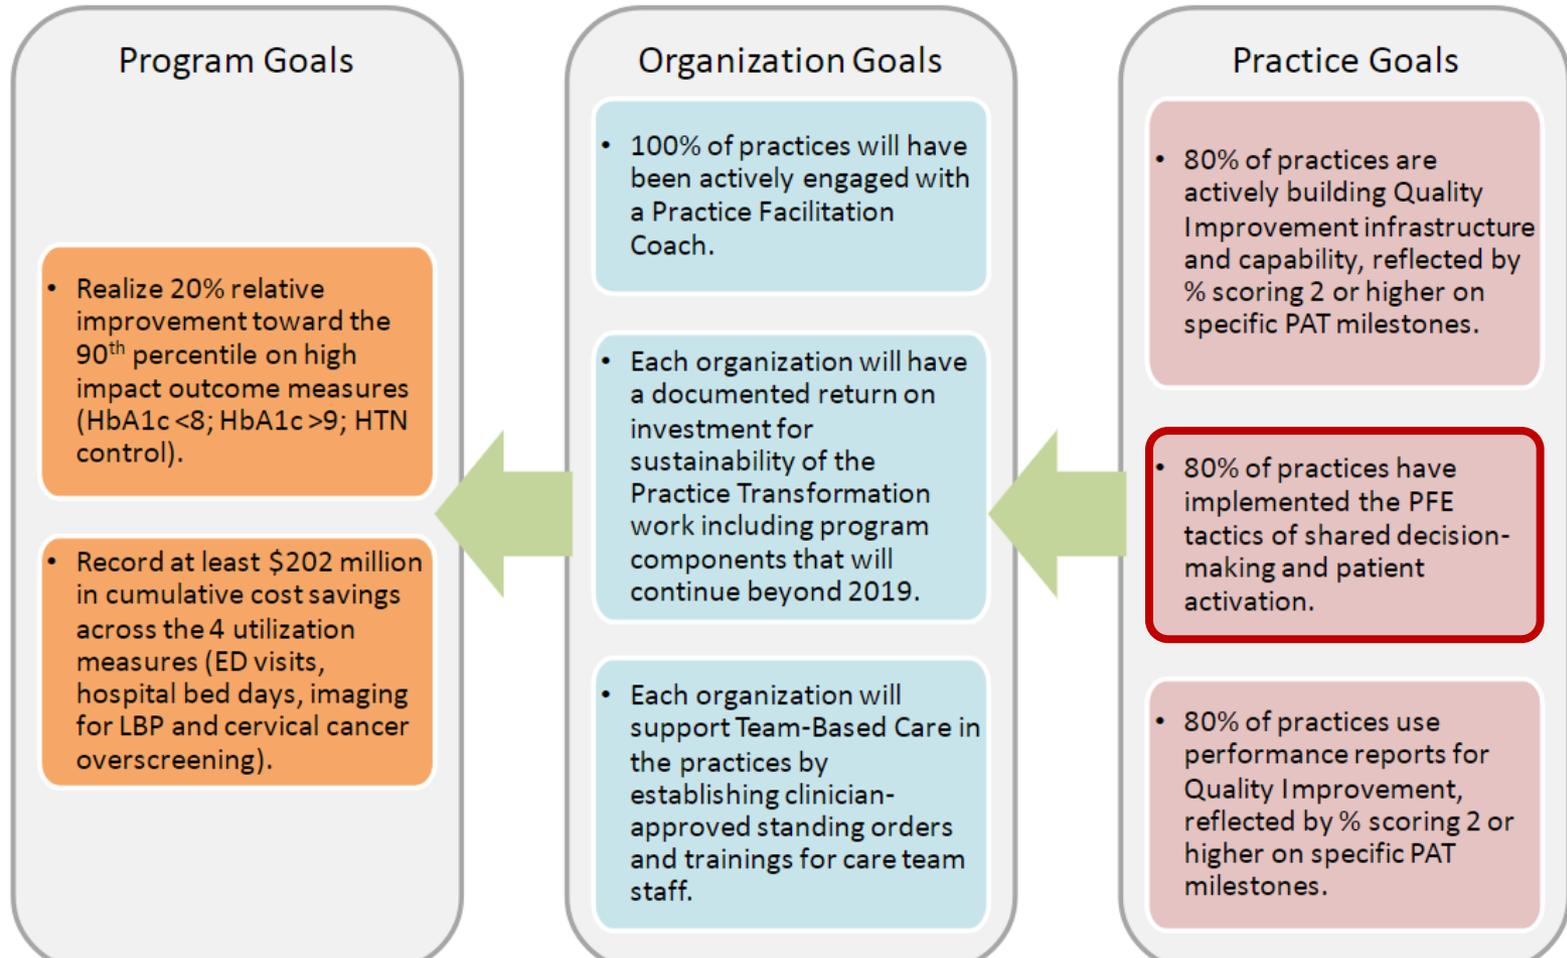 Program Goals
• Realize 20% relative
improvement toward the
90th percentile on high
impact outcome measures
(HbA1c <8; HbA1c >9; HTN
control).
• Record at least $202 million
in cumulative cost savings
across the 4 utilization
measures (ED visits,
hospital bed days, imaging
for LBP and cervical cancer
overscreening).
Organization Goals
• 100% of practices will have
been actively engaged with
a Practice Facilitation
Coach.
• Each organization will have
a documented return on
investment for
sustainability of the
Practice Transformation
work including program
components that will
continue beyond 2019.
• Each organization will
support Team-Based Care in
the practices by
establishing clinician-
approved standing orders
and trainings for care team
staff.
Practice Goals
• 80% of practices are
actively building Quality
Improvement infrastructure
and capability, reflected by
% scoring 2 or higher on
specific PAT milestones.
• 80% of practices have
implemented the PFE
tactics of shared decision-
making and patient
activation.
• 80% of practices use
performance reports for
Quality Improvement,
reflected by % scoring 2 or
higher on specific PAT
milestones.